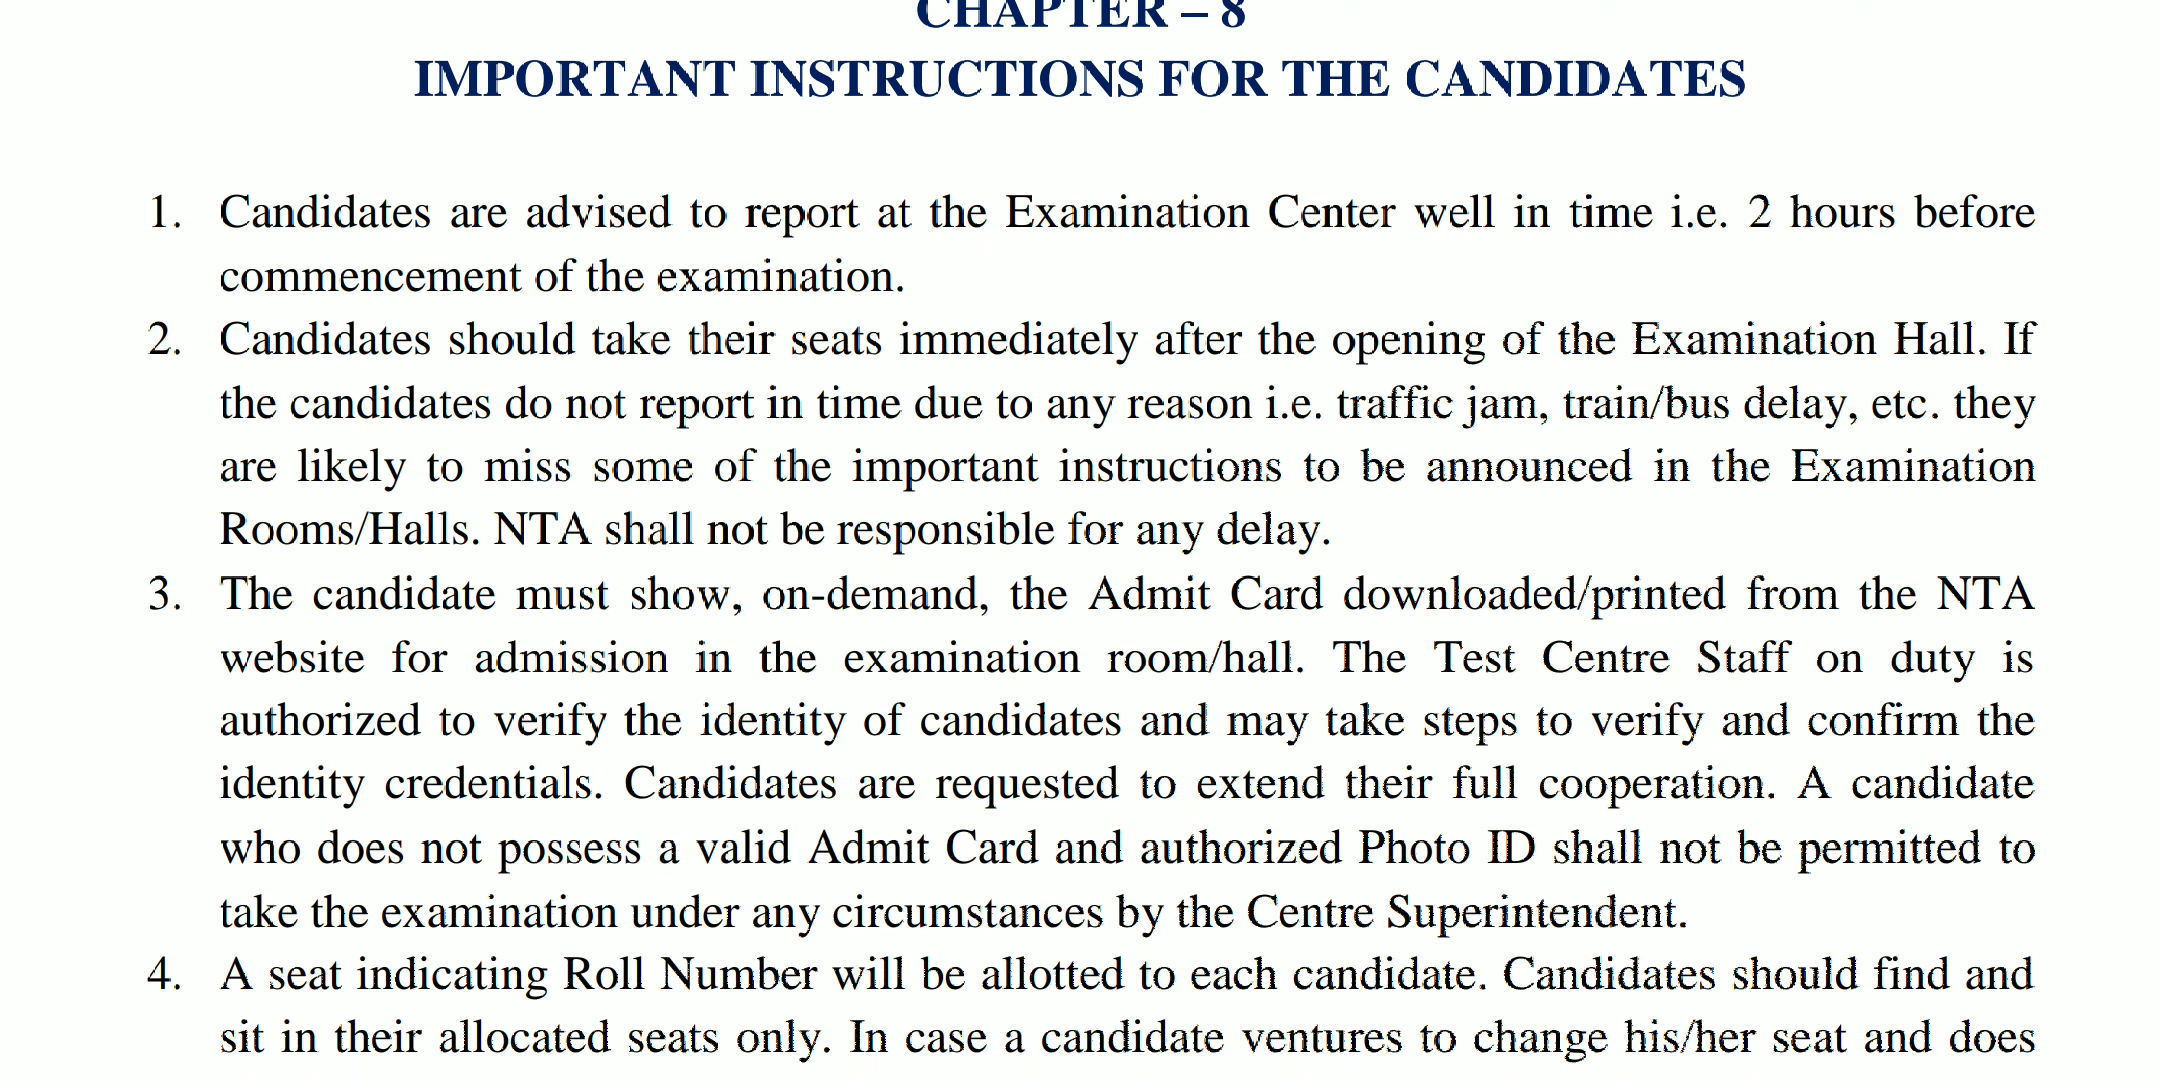 CHAPTER – 8
IMPORTANT INSTRUCTIONS FOR THE CANDIDATES
1. Candidates are advised to report at the Examination Center well in time i.e. 2 hours before
commencement of the examination.
2. Candidates should take their seats immediately after the opening of the Examination Hall. If
the candidates do not report in time due to any reason i.e. traffic jam, train/bus delay, etc. they
are likely to miss some of the important instructions to be announced in the Examination
Rooms/Halls. NTA shall not be responsible for any delay.
3. The candidate must show, on-demand, the Admit Card downloaded/printed from the NTA
website for admission in the examination room/hall. The Test Centre Staff on duty is
authorized to verify the identity of candidates and may take steps to verify and confirm the
identity credentials. Candidates are requested to extend their full cooperation. A candidate
who does not possess a valid Admit Card and authorized Photo ID shall not be permitted to
take the examination under any circumstances by the Centre Superintendent.
4. A seat indicating Roll Number will be allotted to each candidate. Candidates should find and
sit in their allocated seats only. In case a candidate ventures to change his/her seat and does